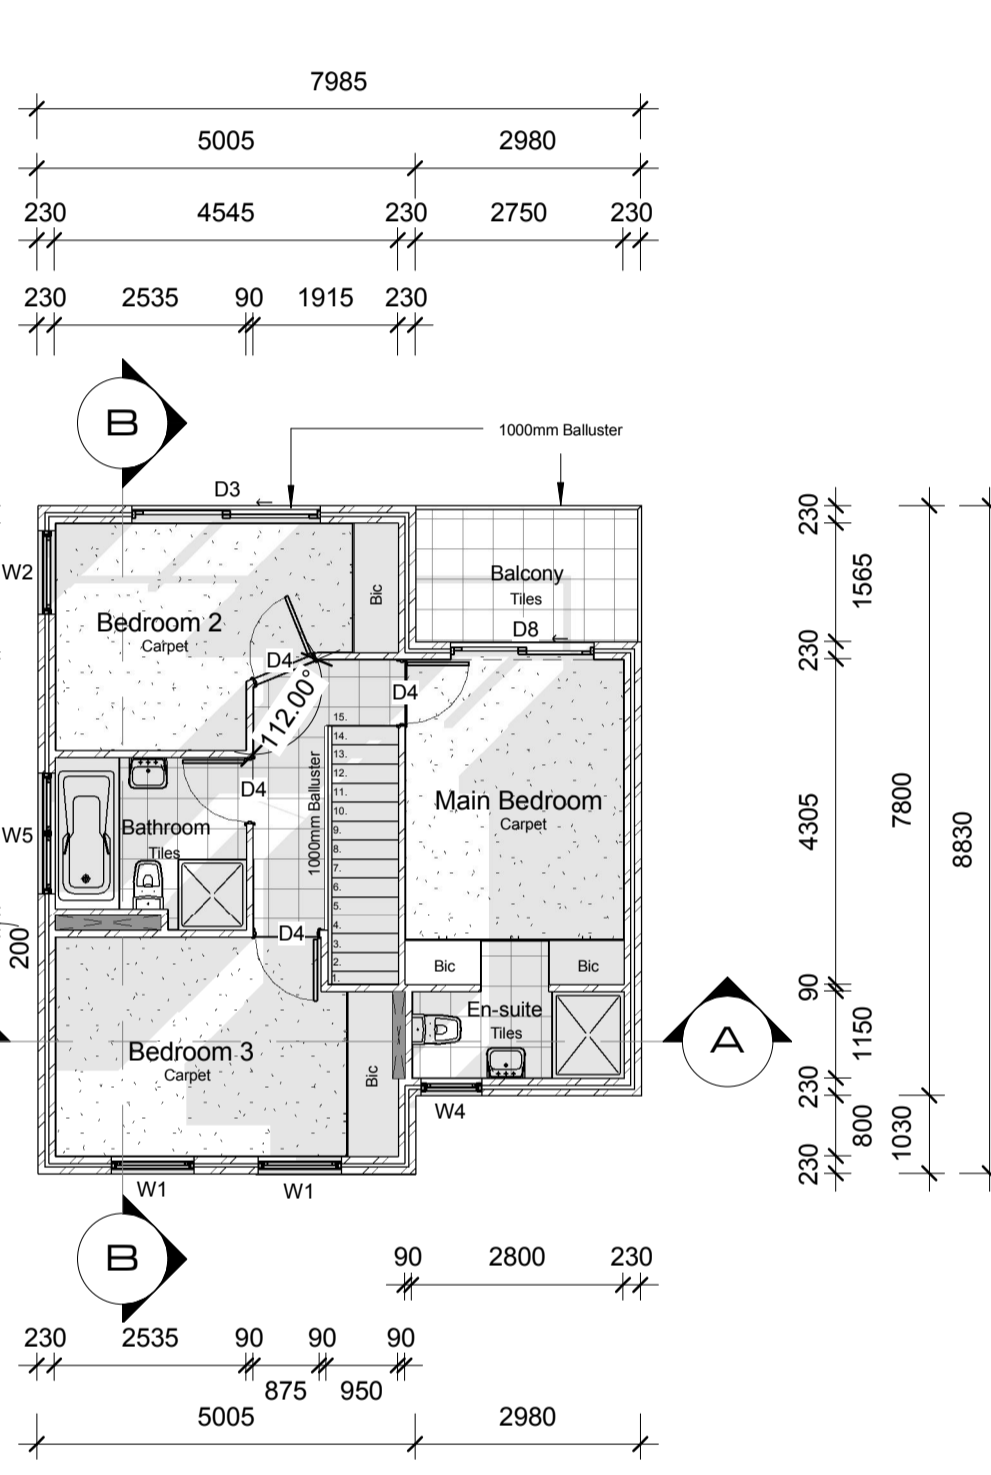 7985
5005 2980
230 4545 230 2750 230
230 2535 90 1915 230
B
1000mm Balluster
D3
W2
Bedroom 2
Carpet
Bic
Balcony
Tiles
D8
D4
D4
112.00°
15.
14.
13.
12.
11.
10.
9.
8.
7.
6.
5.
4.
3.
2.
1.
1000mm Balluster
D4
W5
Bathroom
Tiles
Main Bedroom
Carpet
200
D4
Bic
Bic
En-suite
Tiles
Bedroom 3
Carpet
Bic
W4
W1
W1
A
B
230
1565
230
4305
90
1150
230
800
230
7800
1030
8830
90 2800 230
230 2535 90 90 90
875 950
5005 2980